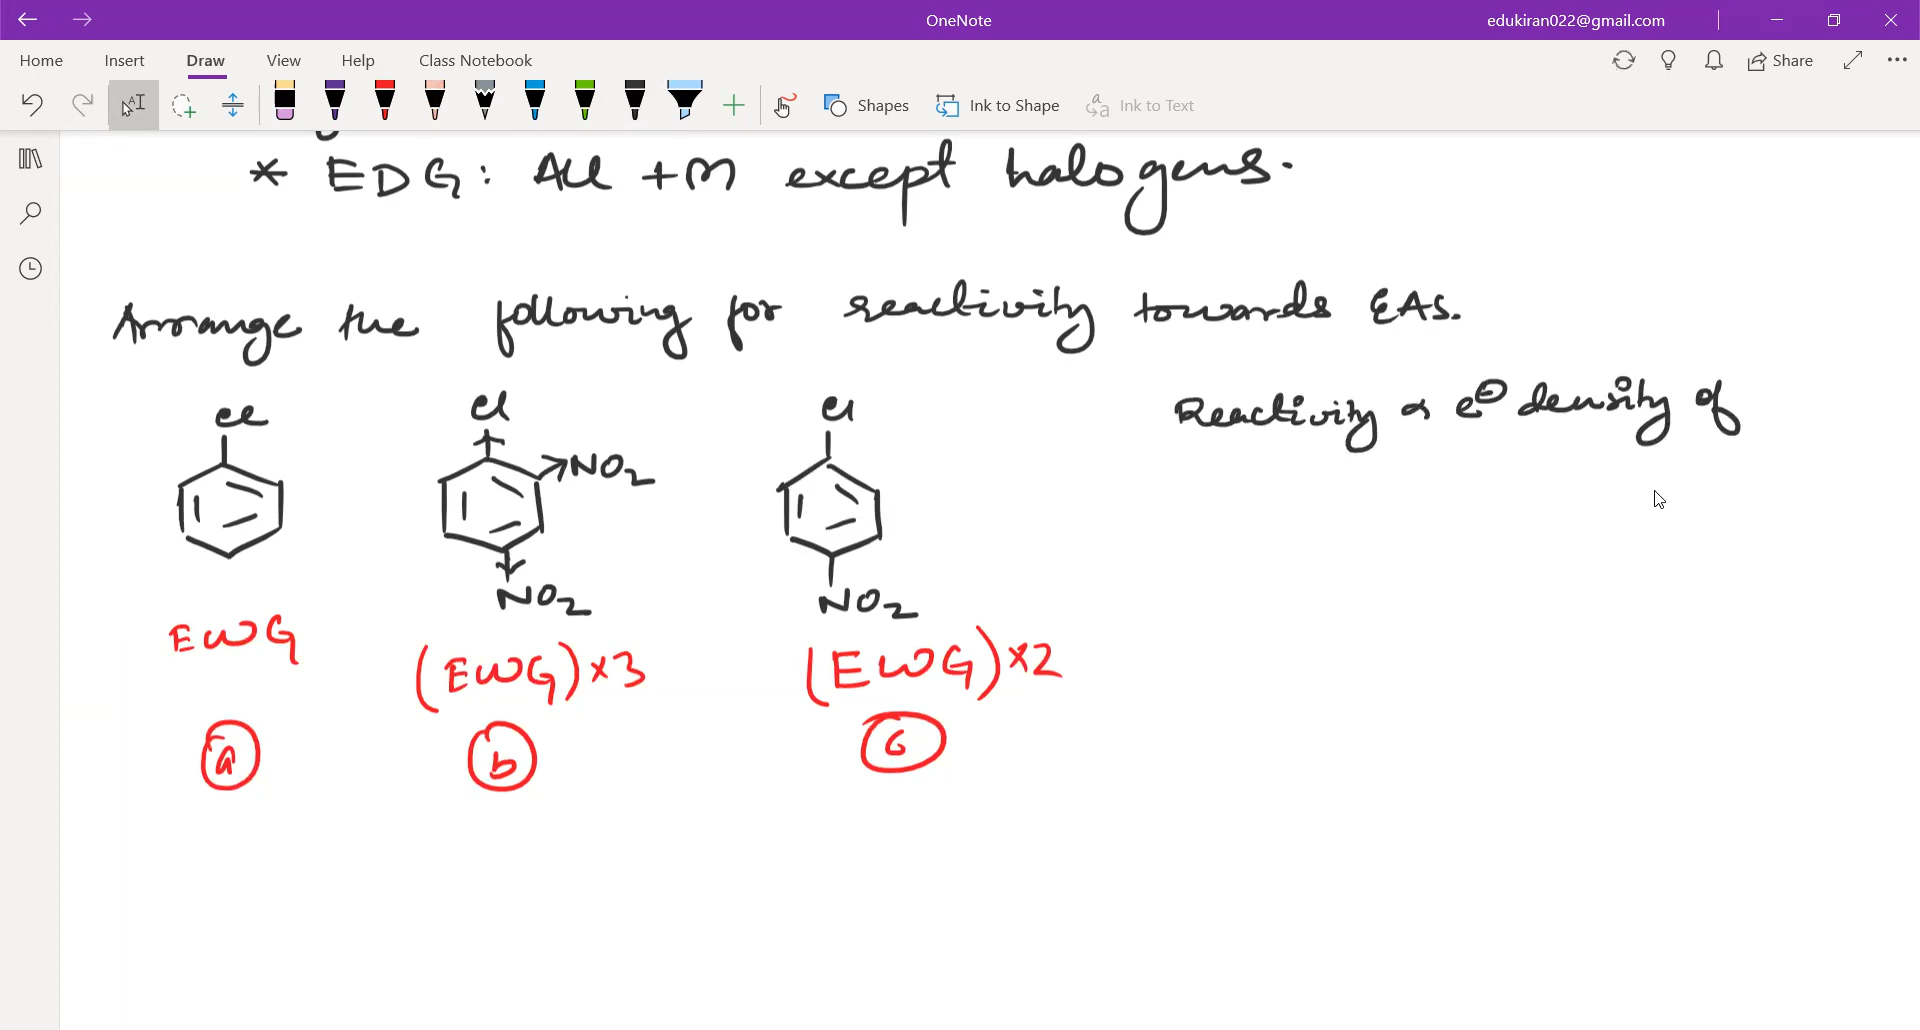 OneNote
edukiran022@gmail.com
Home Insert Draw View Help Class Notebook
Share
Shapes Ink to Shape Ink to Text
* EDG: All +M except halogens.
Arrange the following for reactivity towards EAS.
Reactivity ∝ e⊖ density of
Cl Cl Cl
NO2
NO2 NO2
EWG (EWG)×3 (EWG)×2
a b c